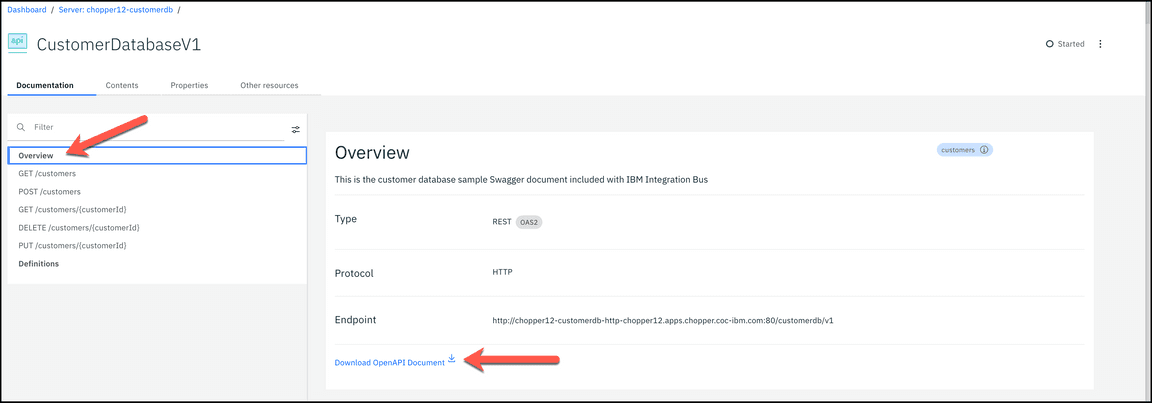 Dashboard / Server: chopper12-customerdb /
api CustomerDatabaseV1
Started
Documentation Contents Properties Other resources
Filter
Overview
GET /customers
POST /customers
GET /customers/{customerId}
DELETE /customers/{customerId}
PUT /customers/{customerId}
Definitions
Overview
customers
This is the customer database sample Swagger document included with IBM Integration Bus
Type REST OAS2
Protocol HTTP
Endpoint http://chopper12-customerdb-http-chopper12.apps.chopper.coc-ibm.com:80/customerdb/v1
Download OpenAPI Document